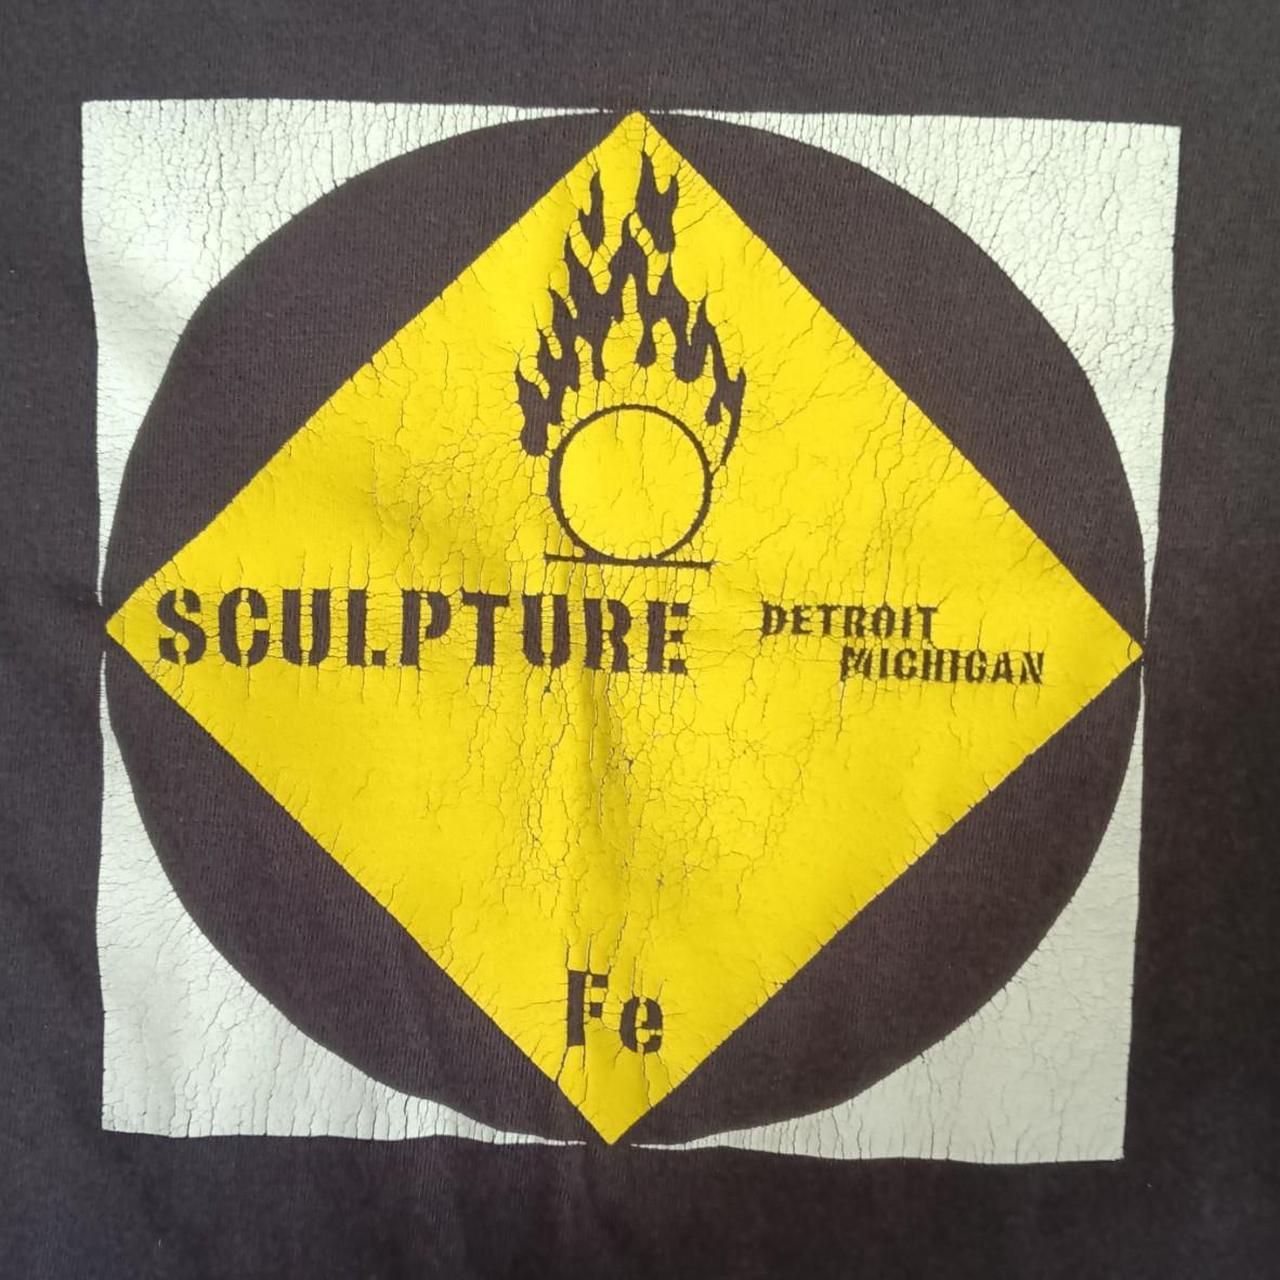 SCULPTURE
DETROIT
MICHIGAN
Fe